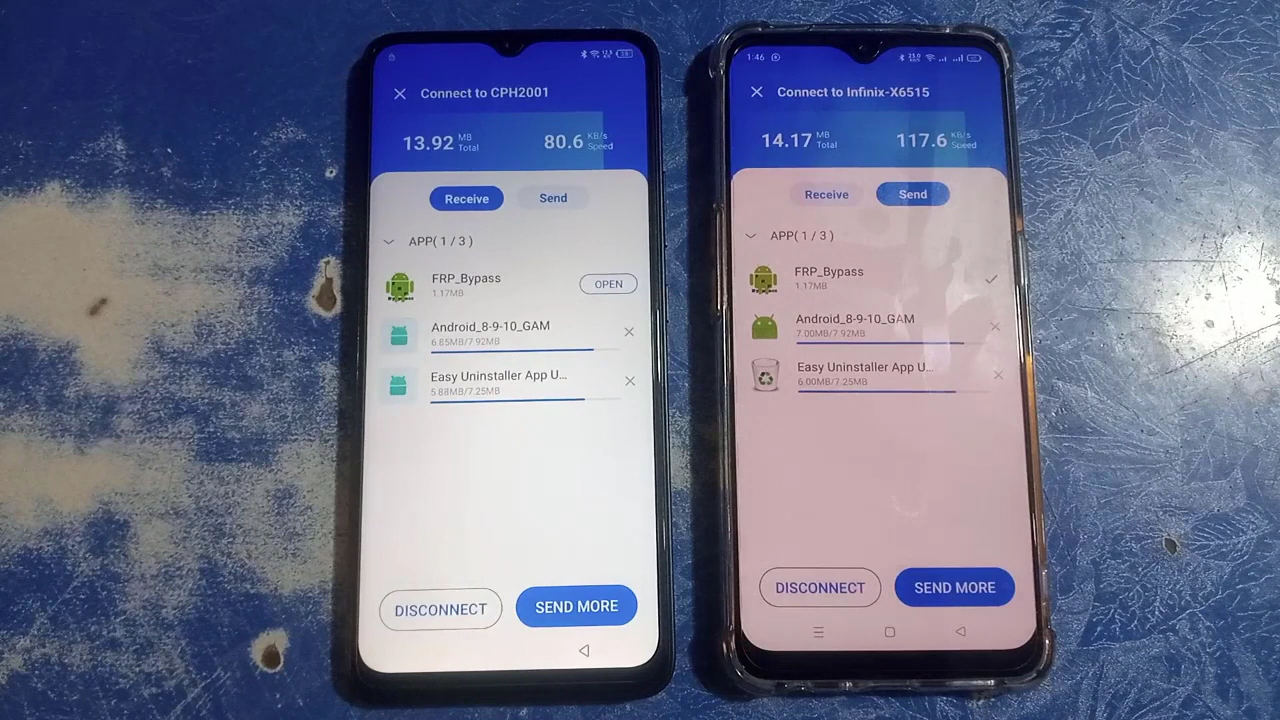 Connect to CPH2001
13.92 MB Total
80.6 KB/s Speed
Receive
Send
APP( 1 / 3 )
FRP_Bypass
1.17MB
OPEN
Android_8-9-10_GAM
6.85MB/7.92MB
Easy Uninstaller App U...
5.88MB/7.25MB
DISCONNECT
SEND MORE
1:46
Connect to Infinix-X6515
14.17 MB Total
117.6 KB/s Speed
Receive
Send
APP( 1 / 3 )
FRP_Bypass
1.17MB
Android_8-9-10_GAM
7.00MB/7.92MB
Easy Uninstaller App U...
6.00MB/7.25MB
DISCONNECT
SEND MORE